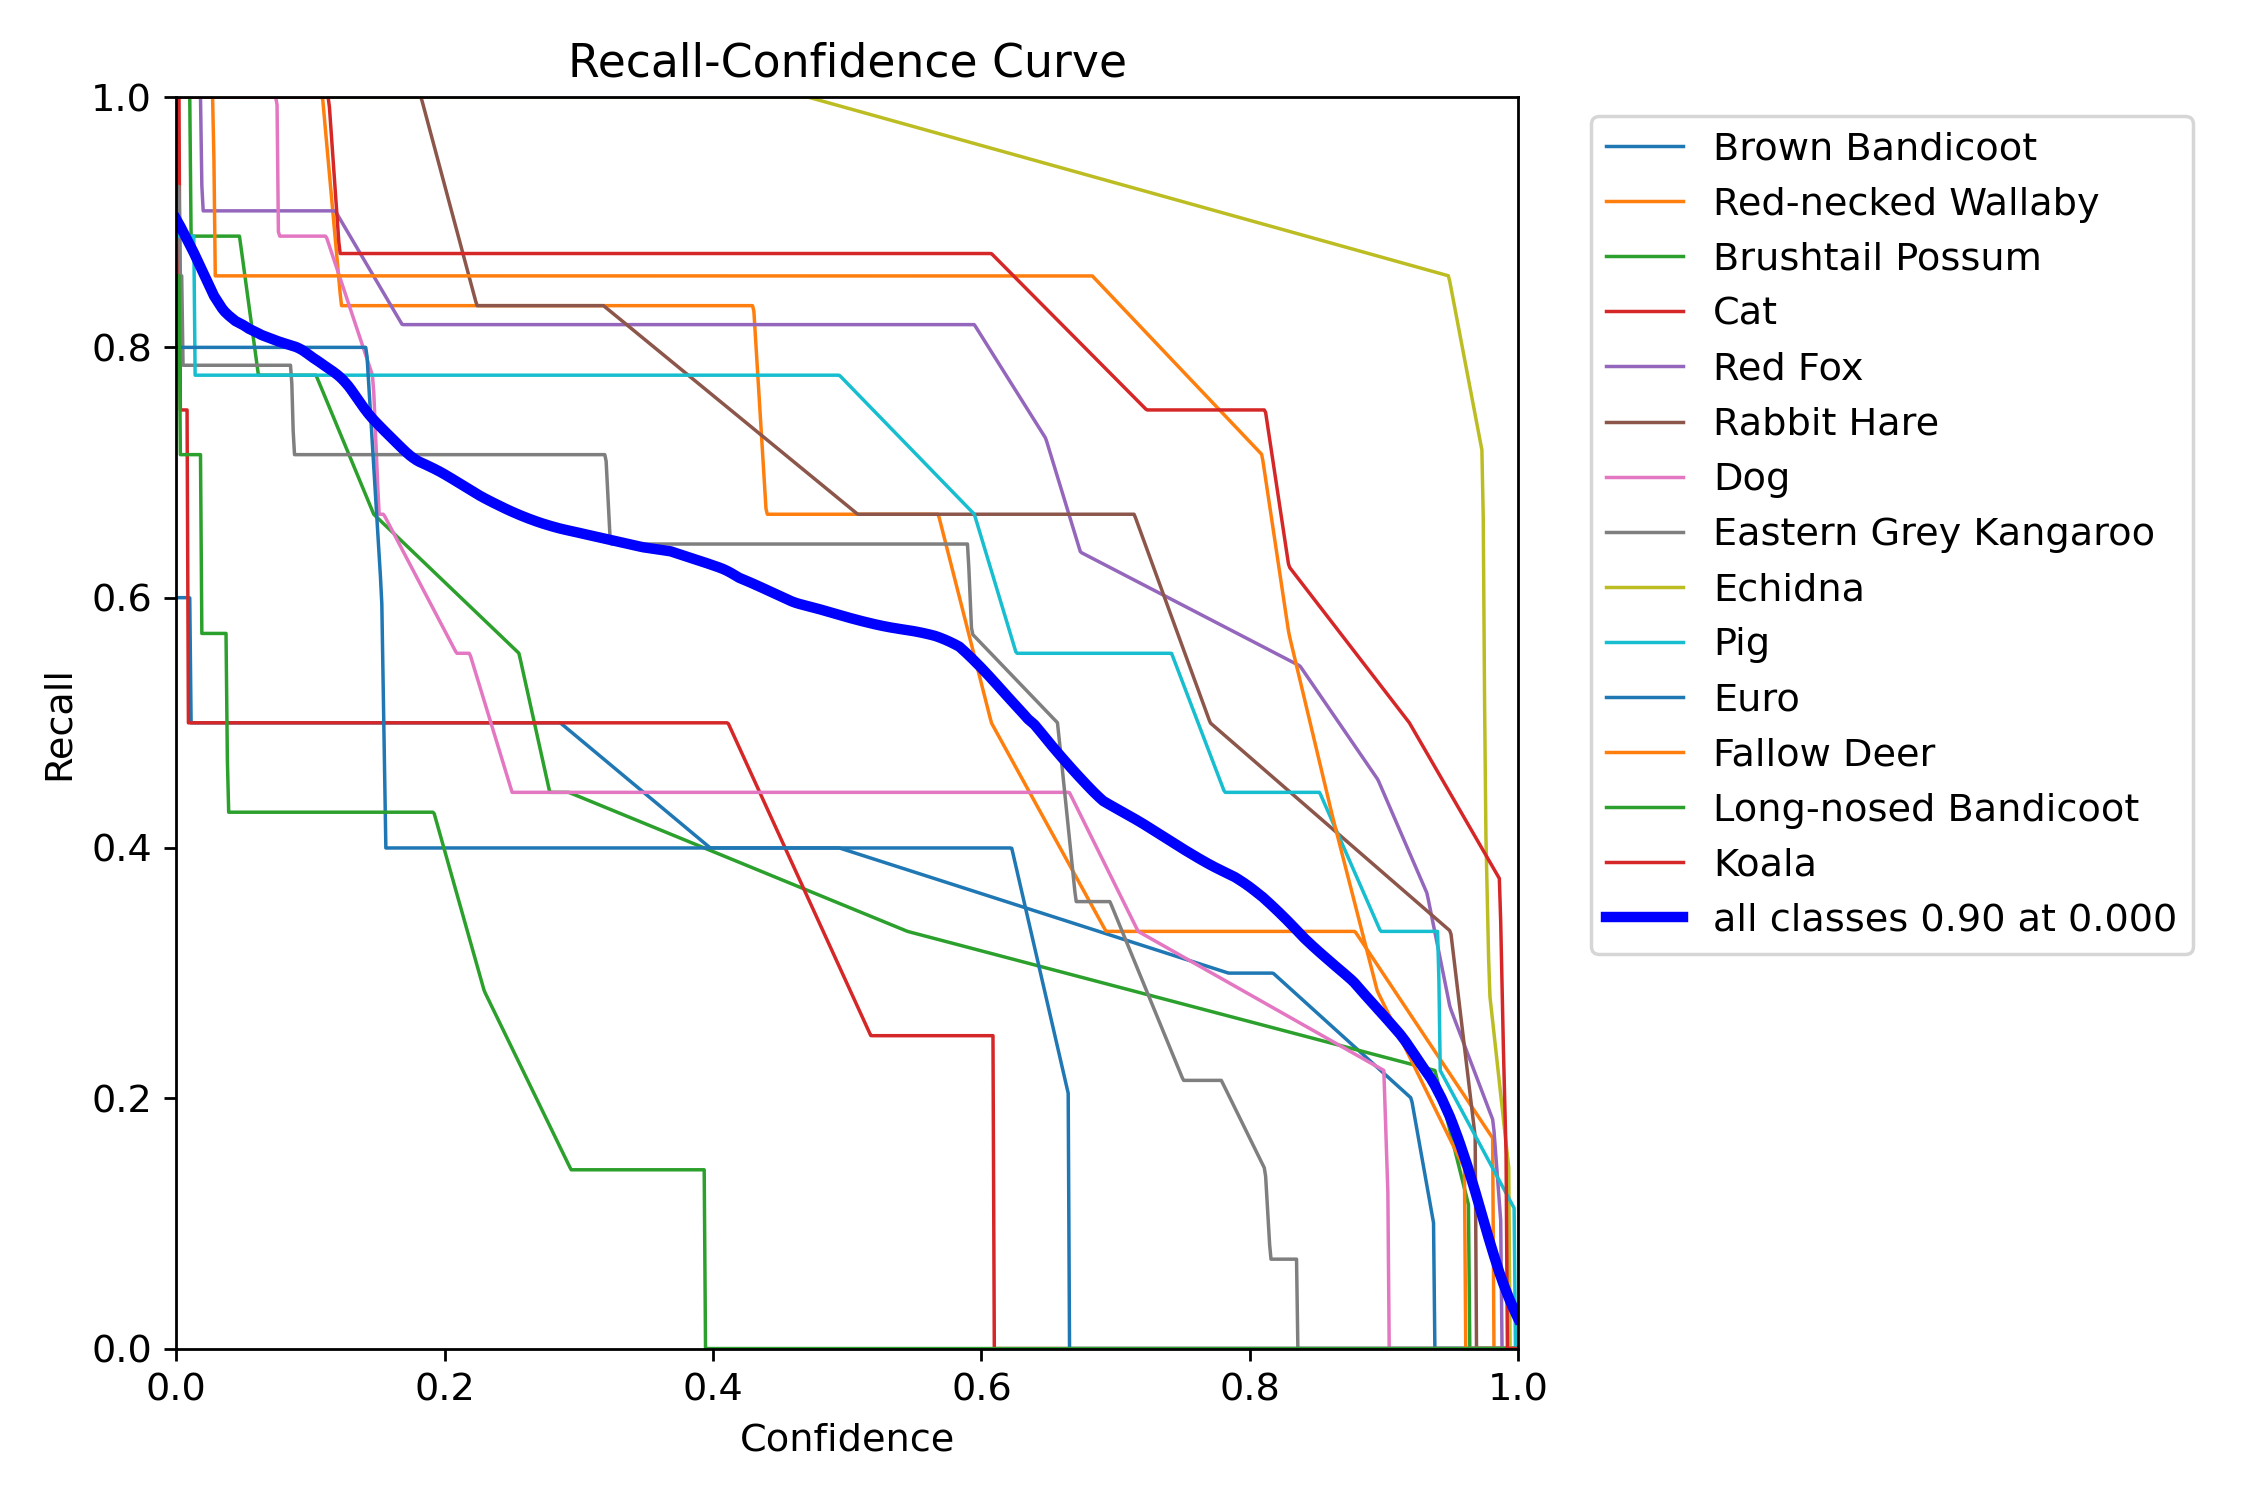 Recall-Confidence Curve
1.0
0.8
0.6
0.4
0.2
0.0
Recall
0.0 0.2 0.4 0.6 0.8 1.0
Confidence
Brown Bandicoot
Red-necked Wallaby
Brushtail Possum
Cat
Red Fox
Rabbit Hare
Dog
Eastern Grey Kangaroo
Echidna
Pig
Euro
Fallow Deer
Long-nosed Bandicoot
Koala
all classes 0.90 at 0.000